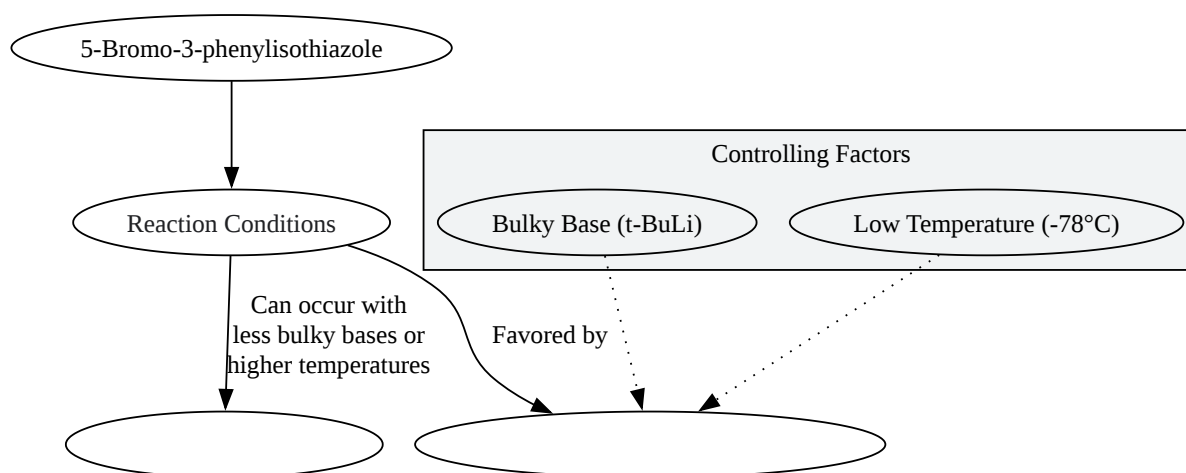 5-Bromo-3-phenylisothiazole
Controlling Factors
Reaction Conditions
Bulky Base (t-BuLi)
Low Temperature (-78°C)
Can occur with
less bulky bases or
higher temperatures
Favored by